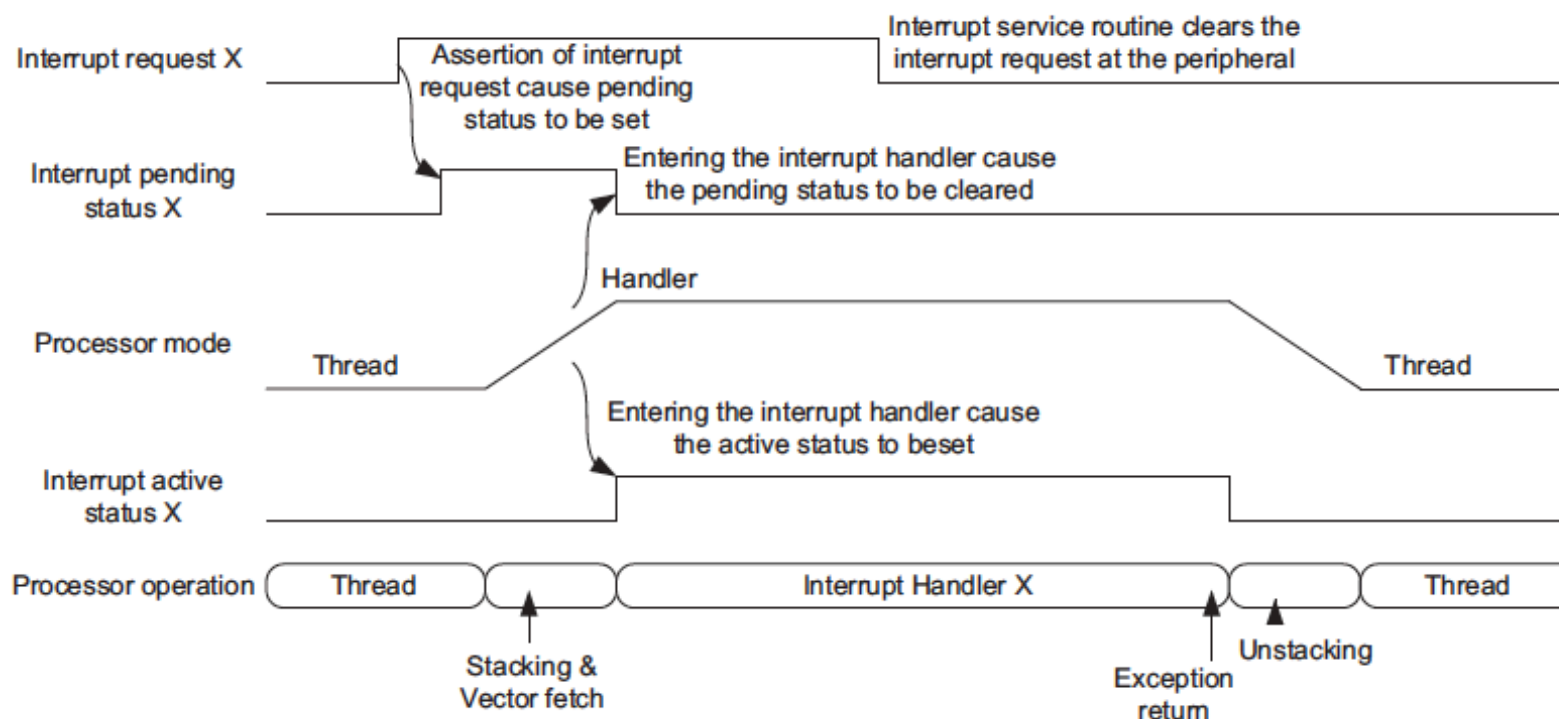 Interrupt request X
Assertion of interrupt
request cause pending
status to be set
Interrupt service routine clears the
interrupt request at the peripheral
Interrupt pending
status X
Entering the interrupt handler cause
the pending status to be cleared
Handler
Processor mode
Thread
Thread
Entering the interrupt handler cause
the active status to beset
Interrupt active
status X
Processor operation
Thread
Interrupt Handler X
Thread
Stacking &
Vector fetch
Exception
return
Unstacking